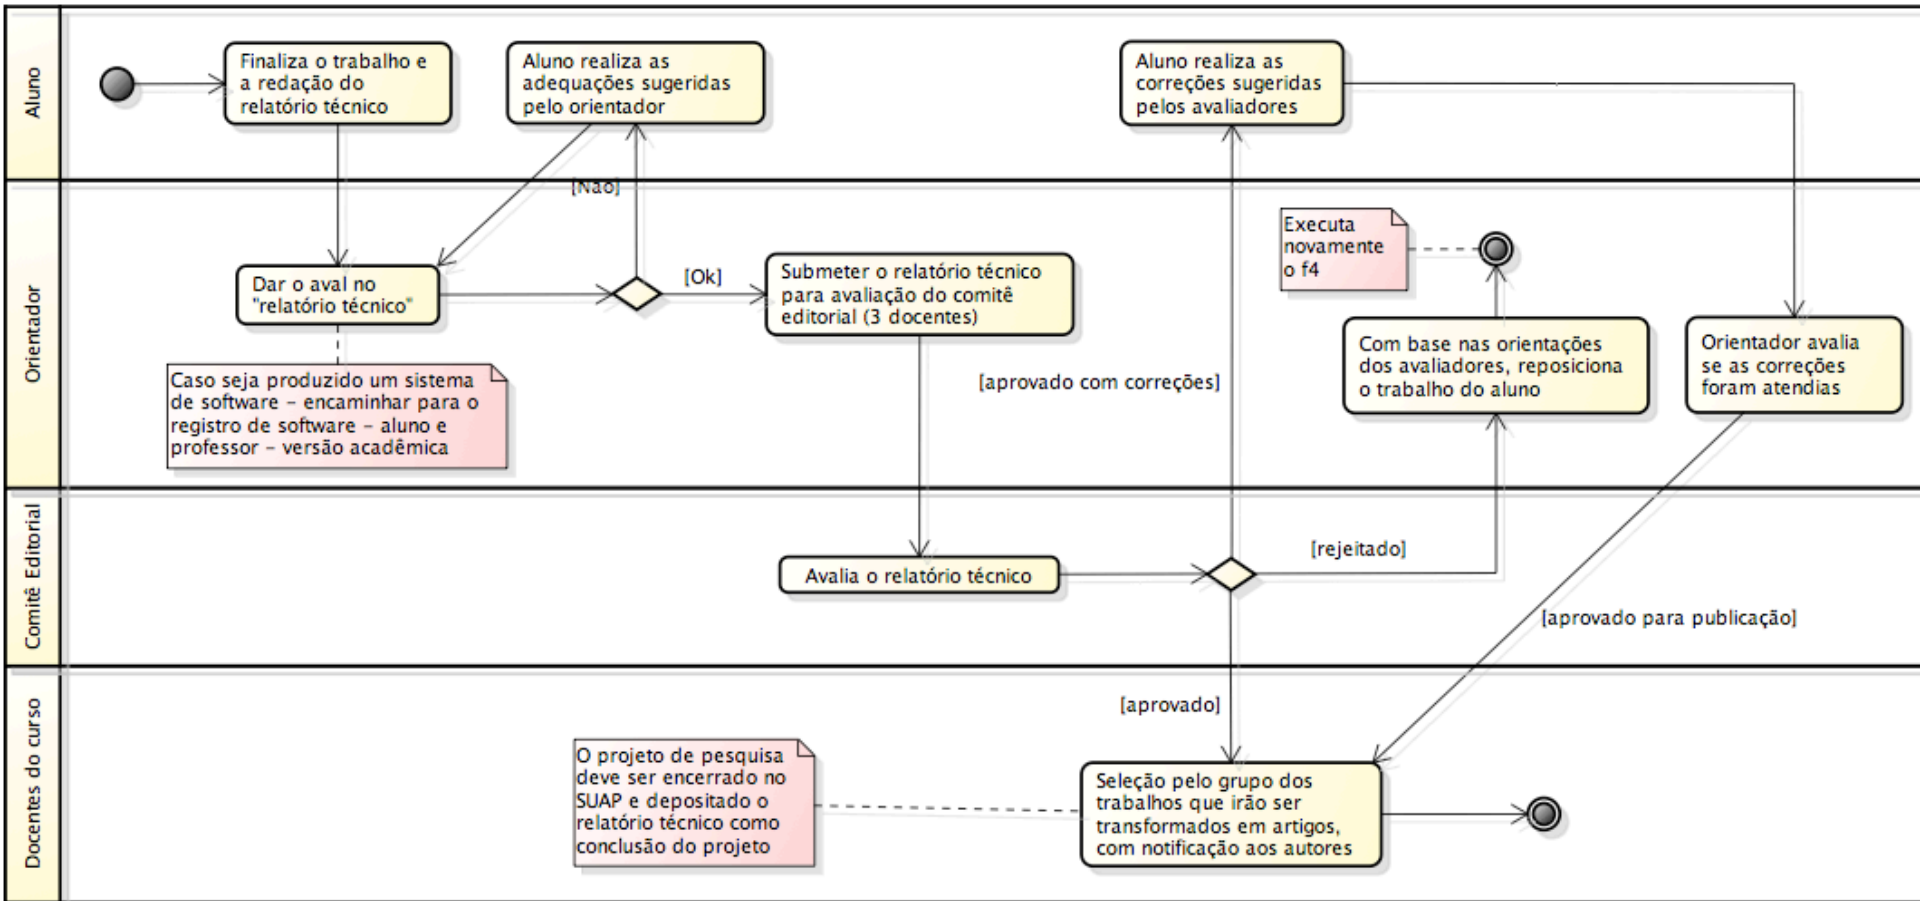 Aluno
Finaliza o trabalho e
a redação do
relatório técnico
Aluno realiza as
adequações sugeridas
pelo orientador
Aluno realiza as
correções sugeridas
pelos avaliadores
Orientador
[Não]
Dar o aval no
"relatório técnico"
[Ok]
Submeter o relatório técnico
para avaliação do comitê
editorial (3 docentes)
Executa
novamente
o f4
Caso seja produzido um sistema
de software – encaminhar para o
registro de software – aluno e
professor – versão acadêmica
[aprovado com correções]
Com base nas orientações
dos avaliadores, reposiciona
o trabalho do aluno
Orientador avalia
se as correções
foram atendias
Comitê Editorial
Avalia o relatório técnico
[rejeitado]
[aprovado para publicação]
Docentes do curso
[aprovado]
O projeto de pesquisa
deve ser encerrado no
SUAP e depositado o
relatório técnico como
conclusão do projeto
Seleção pelo grupo dos
trabalhos que irão ser
transformados em artigos,
com notificação aos autores